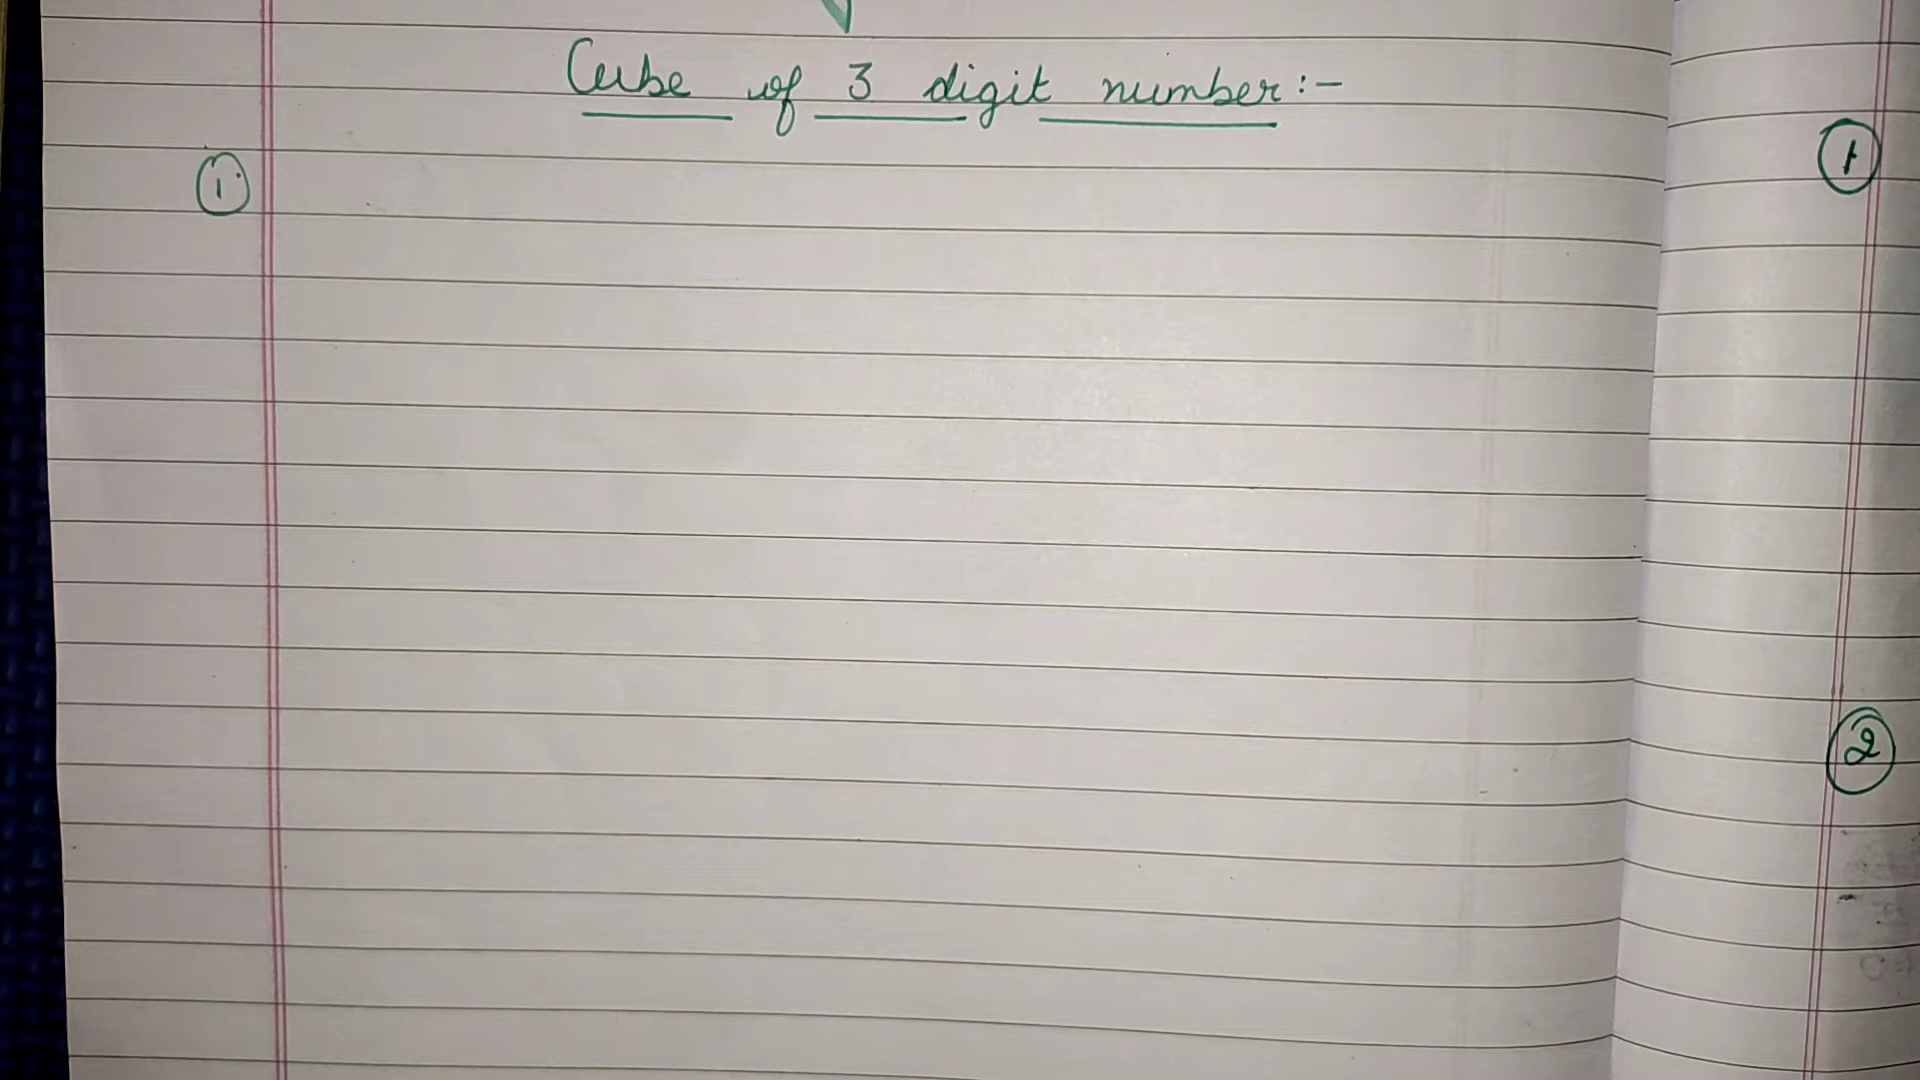 Cube of 3 digit number:-
①
①
②